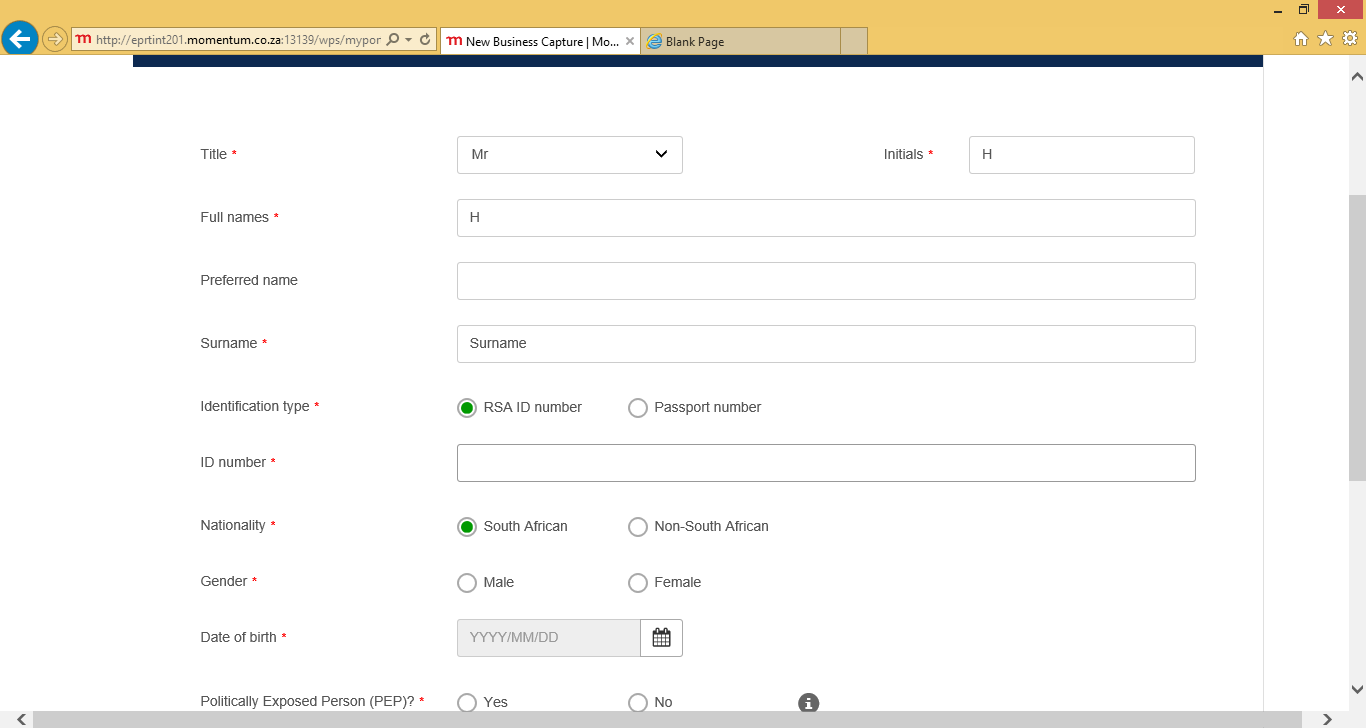 http://eprtint201.momentum.co.za:13139/wps/mypor
m New Business Capture | Mo...
Blank Page
Title *
Mr
Initials *
H
Full names *
H
Preferred name
Surname *
Surname
Identification type *
RSA ID number
Passport number
ID number *
Nationality *
South African
Non-South African
Gender *
Male
Female
Date of birth *
YYYY/MM/DD
Politically Exposed Person (PEP)? *
Yes
No